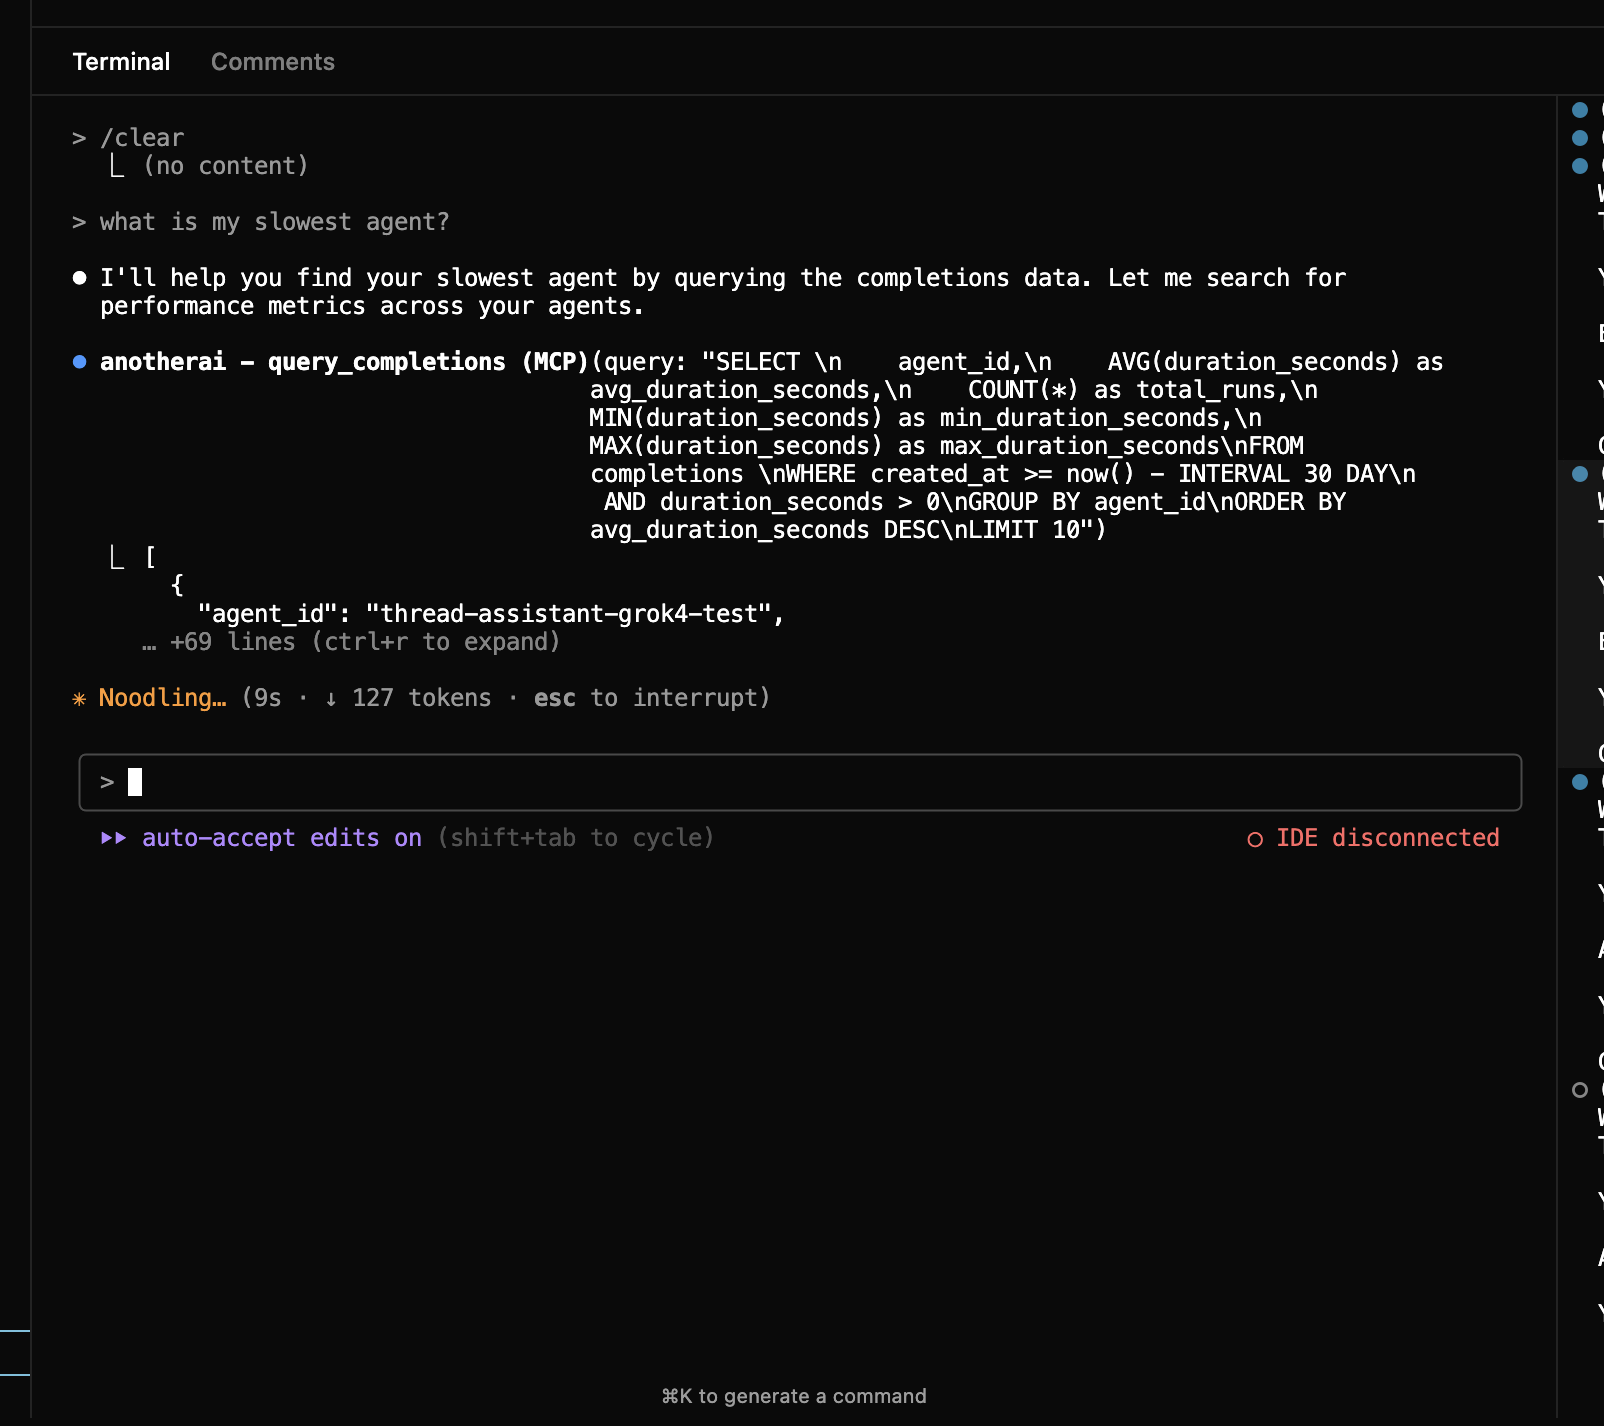 Terminal Comments
> /clear
⎿ (no content)
> what is my slowest agent?
● I'll help you find your slowest agent by querying the completions data. Let me search for
performance metrics across your agents.
● anotherai – query_completions (MCP)(query: "SELECT \n    agent_id,\n    AVG(duration_seconds) as
avg_duration_seconds,\n    COUNT(*) as total_runs,\n
MIN(duration_seconds) as min_duration_seconds,\n
MAX(duration_seconds) as max_duration_seconds\nFROM
completions \nWHERE created_at >= now() - INTERVAL 30 DAY\n
AND duration_seconds > 0\nGROUP BY agent_id\nORDER BY
avg_duration_seconds DESC\nLIMIT 10")
⎿ [
{
"agent_id": "thread-assistant-grok4-test",
… +69 lines (ctrl+r to expand)
✳ Noodling… (9s · ↓ 127 tokens · esc to interrupt)
>
⏵⏵ auto-accept edits on (shift+tab to cycle) ○ IDE disconnected
⌘K to generate a command